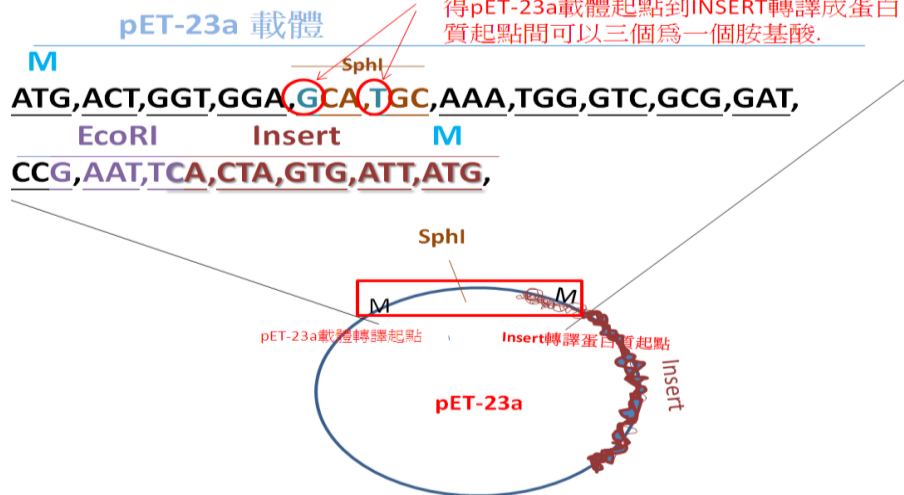 得pET-23a載體起點到INSERT轉譯成蛋白
pET-23a 載體
質起點間可以三個為一個胺基酸.
M
SphI
ATG,ACT,GGT,GGA,GCA,TGC,AAA,TGG,GTC,GCG,GAT,
EcoRI Insert M
CCG,AAT,TCA,CTA,GTG,ATT,ATG,
SphI
M M
pET-23a載體轉譯起點
Insert轉譯蛋白質起點
Insert
pET-23a